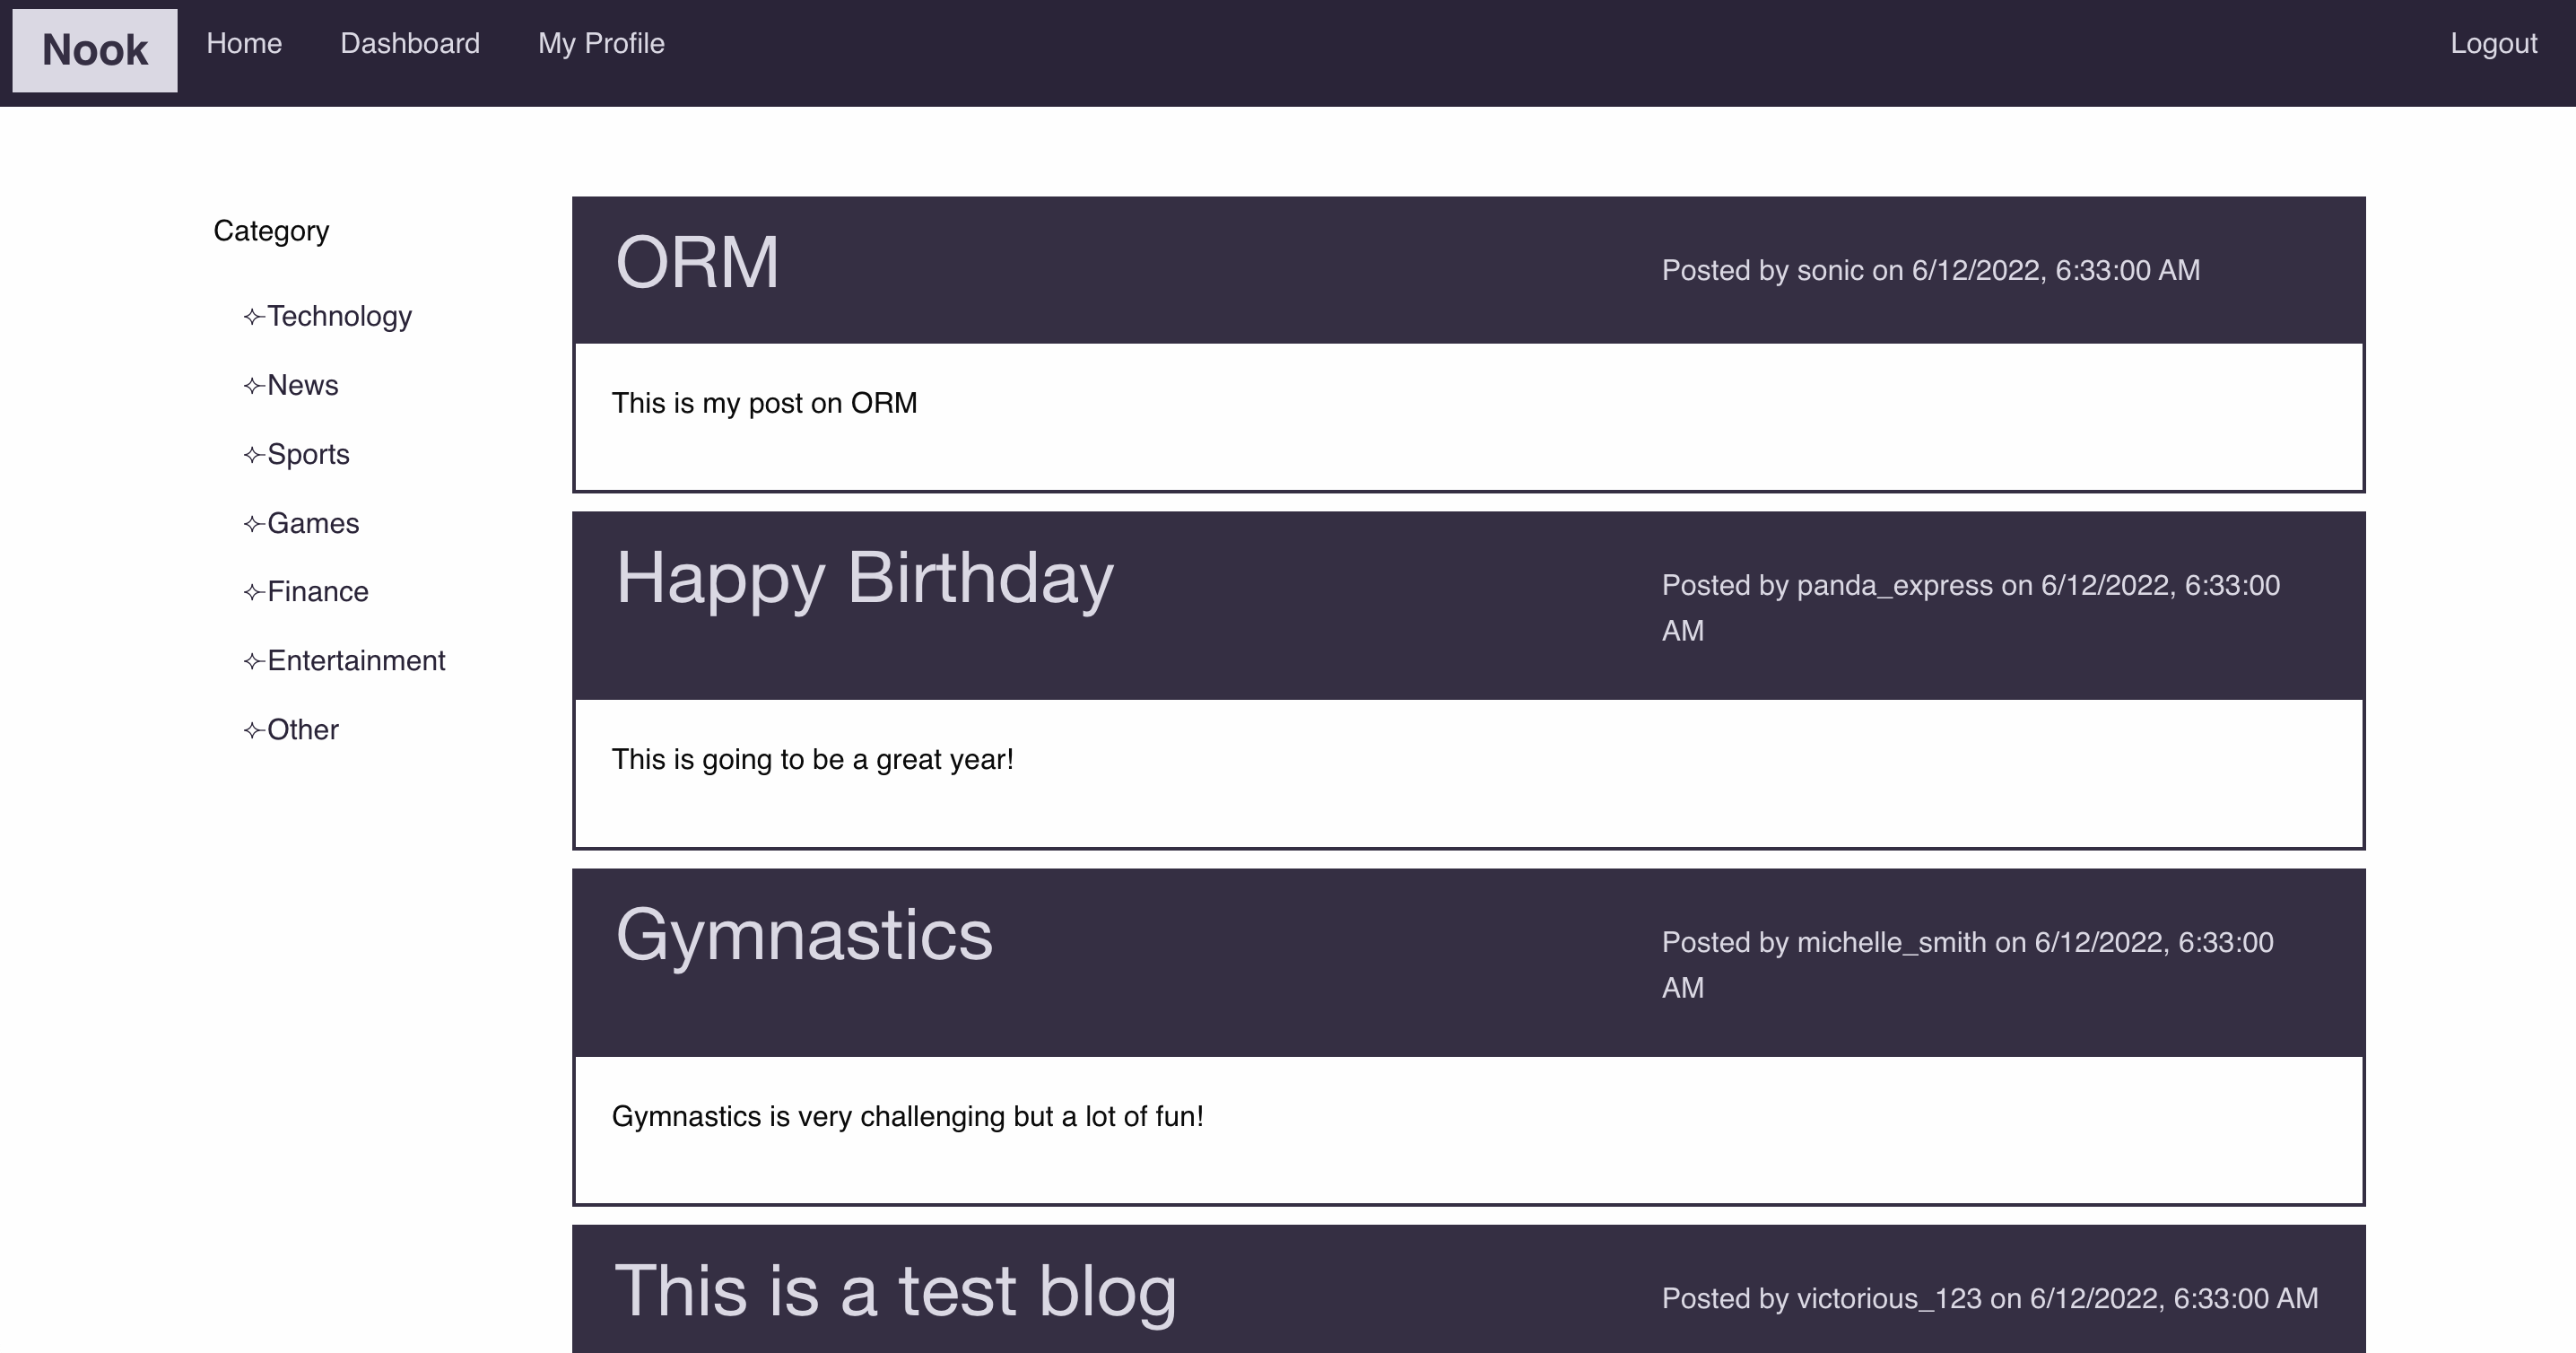 Nook Home Dashboard My Profile Logout
Category
✧Technology
✧News
✧Sports
✧Games
✧Finance
✧Entertainment
✧Other
ORM
Posted by sonic on 6/12/2022, 6:33:00 AM
This is my post on ORM
Happy Birthday
Posted by panda_express on 6/12/2022, 6:33:00
AM
This is going to be a great year!
Gymnastics
Posted by michelle_smith on 6/12/2022, 6:33:00
AM
Gymnastics is very challenging but a lot of fun!
This is a test blog
Posted by victorious_123 on 6/12/2022, 6:33:00 AM